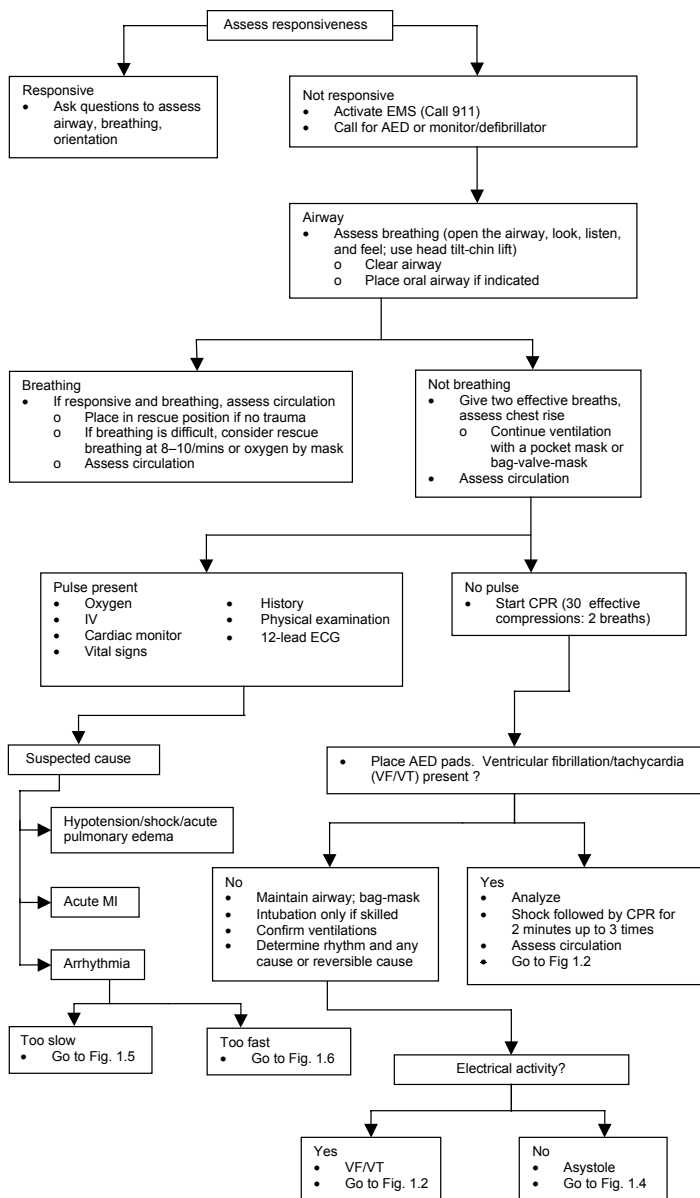 Assess responsiveness
Responsive
• Ask questions to assess
airway, breathing,
orientation
Not responsive
• Activate EMS (Call 911)
• Call for AED or monitor/defibrillator
Airway
• Assess breathing (open the airway, look, listen,
and feel; use head tilt-chin lift)
o Clear airway
o Place oral airway if indicated
Breathing
• If responsive and breathing, assess circulation
o Place in rescue position if no trauma
o If breathing is difficult, consider rescue
breathing at 8–10/mins or oxygen by mask
o Assess circulation
Not breathing
• Give two effective breaths,
assess chest rise
o Continue ventilation
with a pocket mask or
bag-valve-mask
• Assess circulation
Pulse present
• Oxygen
• IV
• Cardiac monitor
• Vital signs
• History
• Physical examination
• 12-lead ECG
No pulse
• Start CPR (30 effective
compressions: 2 breaths)
Suspected cause
• Place AED pads. Ventricular fibrillation/tachycardia
(VF/VT) present ?
Hypotension/shock/acute
pulmonary edema
Acute MI
Arrhythmia
No
• Maintain airway; bag-mask
• Intubation only if skilled
• Confirm ventilations
• Determine rhythm and any
cause or reversible cause
Yes
• Analyze
• Shock followed by CPR for
2 minutes up to 3 times
• Assess circulation
• Go to Fig 1.2
Too slow
• Go to Fig. 1.5
Too fast
• Go to Fig. 1.6
Electrical activity?
Yes
• VF/VT
• Go to Fig. 1.2
No
• Asystole
• Go to Fig. 1.4